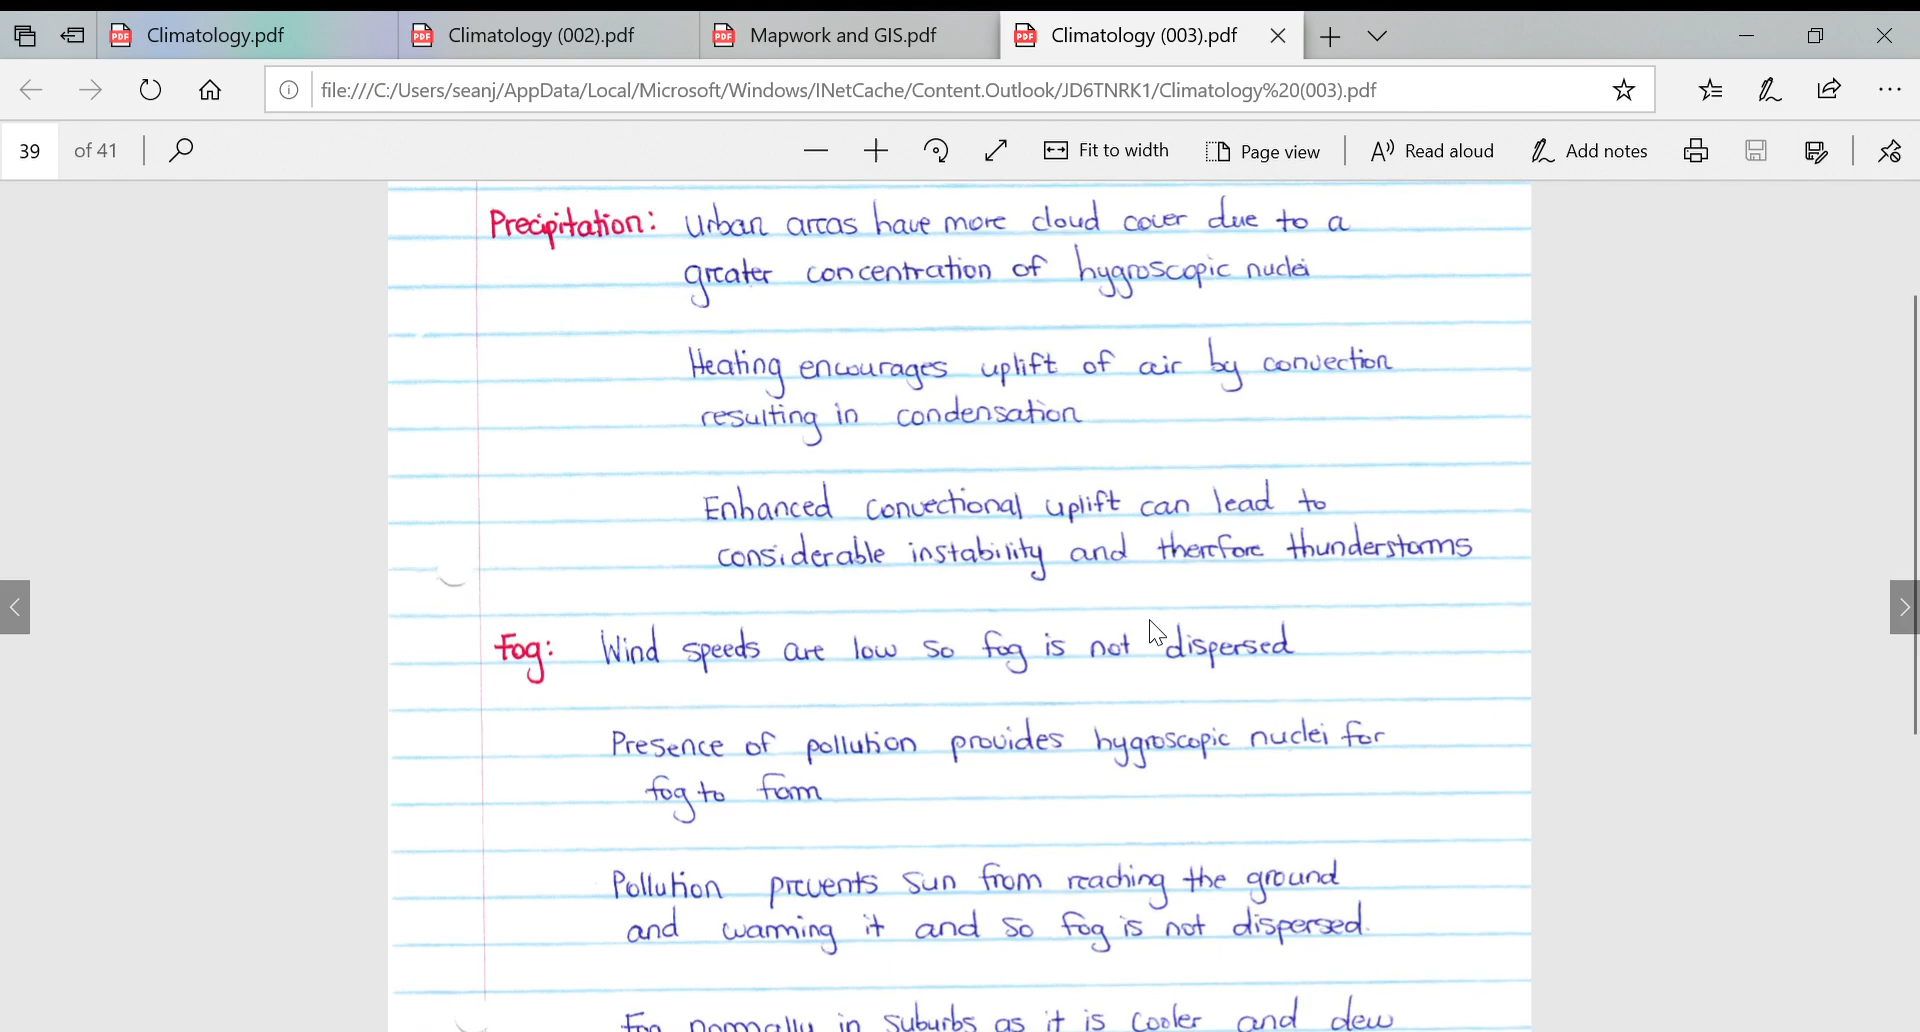 Climatology.pdf
Climatology (002).pdf
Mapwork and GIS.pdf
Climatology (003).pdf
file:///C:/Users/seanj/AppData/Local/Microsoft/Windows/INetCache/Content.Outlook/JD6TNRK1/Climatology%20(003).pdf
39 of 41
Fit to width
Page view
Read aloud
Add notes
Precipitation: Urban areas have more cloud cover due to a
greater concentration of hygroscopic nuclei
Heating encourages uplift of air by convection
resulting in condensation
Enhanced convectional uplift can lead to
considerable instability and therefore thunderstorms
Fog: Wind speeds are low so fog is not dispersed
Presence of pollution provides hygroscopic nuclei for
fog to form
Pollution prevents sun from reaching the ground
and warming it and so fog is not dispersed.
Fog normally in suburbs as it is cooler and dew